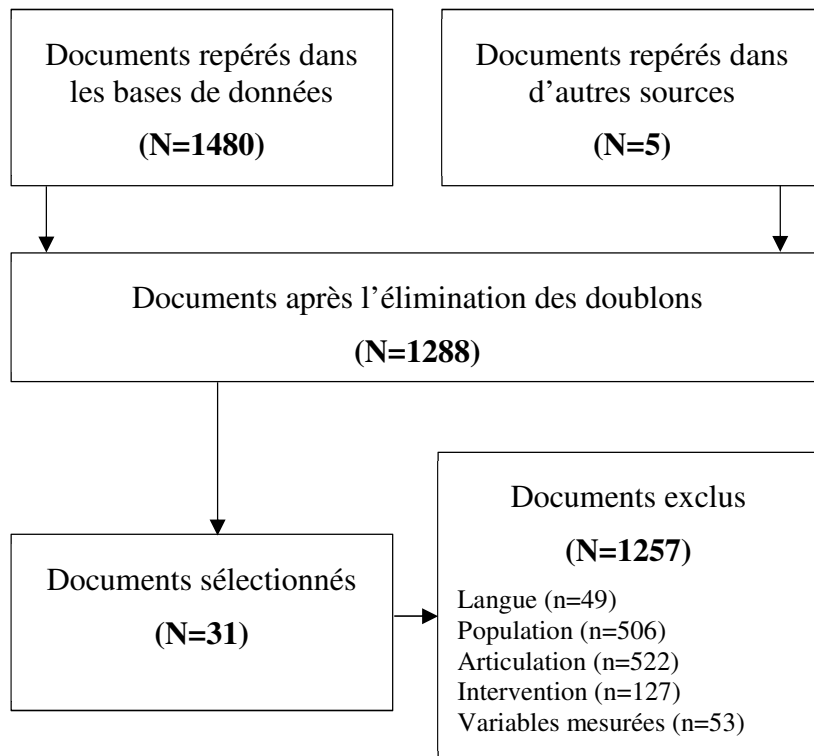 Documents repérés dans
les bases de données
(N=1480)
Documents repérés dans
d’autres sources
(N=5)
Documents après l’élimination des doublons
(N=1288)
Documents sélectionnés
(N=31)
Documents exclus
(N=1257)
Langue (n=49)
Population (n=506)
Articulation (n=522)
Intervention (n=127)
Variables mesurées (n=53)